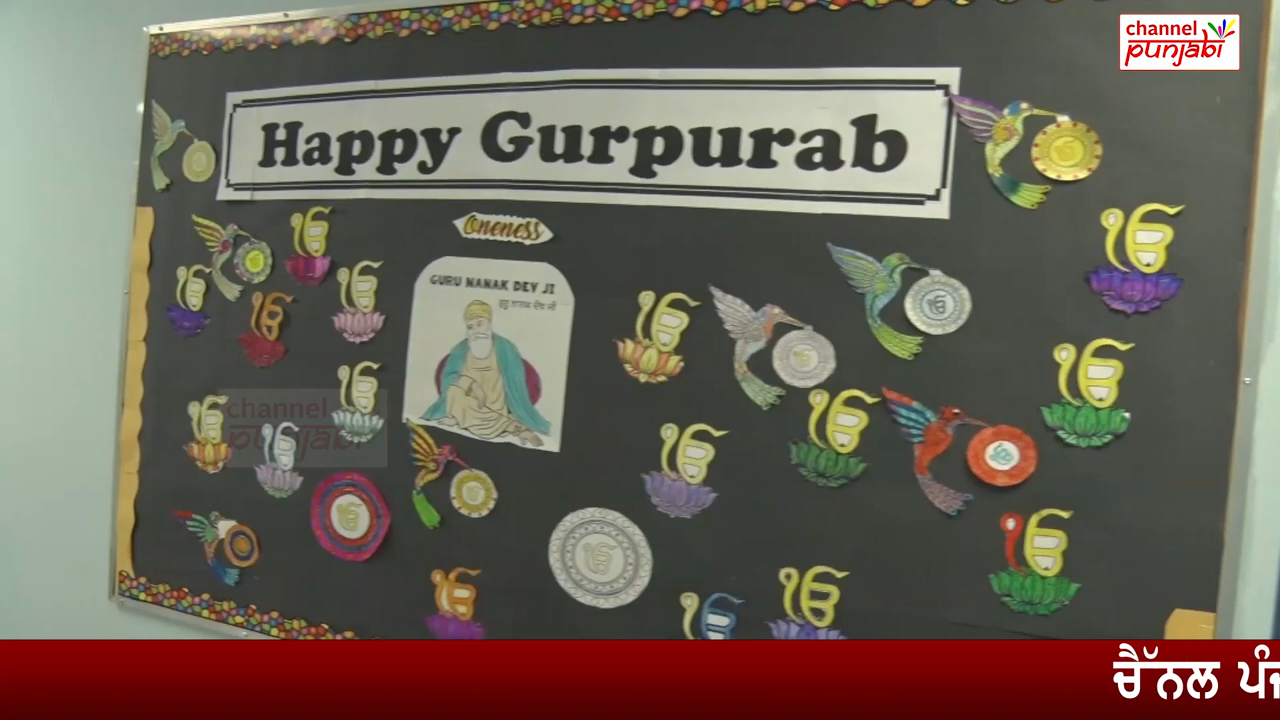 channel
punjabi
Happy Gurpurab
Oneness
GURU NANAK DEV JI
ਗੁਰੂ ਨਾਨਕ ਦੇਵ ਜੀ
channel
punjabi
ਚੈੱਨਲ